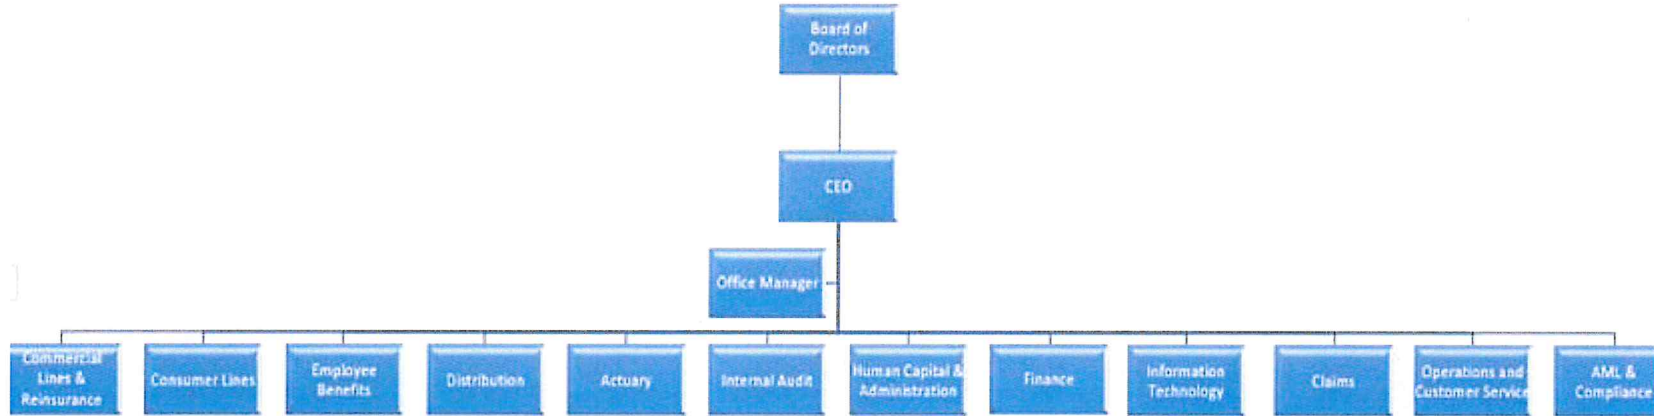 Board of
Directors
CEO
Office Manager
Commercial
Lines &
Reinsurance
Consumer Lines
Employee
Benefits
Distribution
Actuary
Internal Audit
Human Capital &
Administration
Finance
Information
Technology
Claims
Operations and
Customer Service
AML &
Compliance